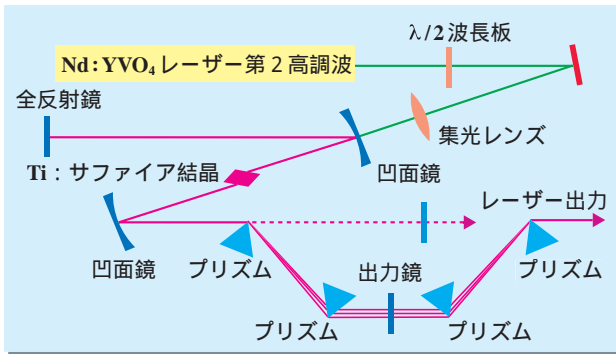 λ/2波長板
Nd:YVO₄レーザー第2高調波
全反射鏡
集光レンズ
Ti:サファイア結晶
凹面鏡
レーザー出力
凹面鏡
プリズム
出力鏡
プリズム
プリズム
プリズム